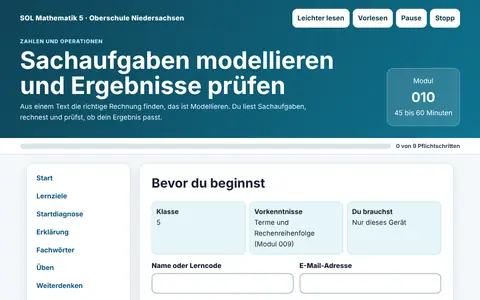 SOL Mathematik 5 · Oberschule Niedersachsen
Leichter lesen
Vorlesen
Pause
Stopp
ZAHLEN UND OPERATIONEN
Sachaufgaben modellieren
und Ergebnisse prüfen
Aus einem Text die richtige Rechnung finden, das ist Modellieren. Du liest Sachaufgaben,
rechnest und prüfst, ob dein Ergebnis passt.
Modul
010
45 bis 60 Minuten
0 von 9 Pflichtschritten
Start
Lernziele
Startdiagnose
Erklärung
Fachwörter
Üben
Weiterdenken
Bevor du beginnst
Klasse
5
Vorkenntnisse
Terme und
Rechenreihenfolge
(Modul 009)
Du brauchst
Nur dieses Gerät
Name oder Lerncode
E-Mail-Adresse